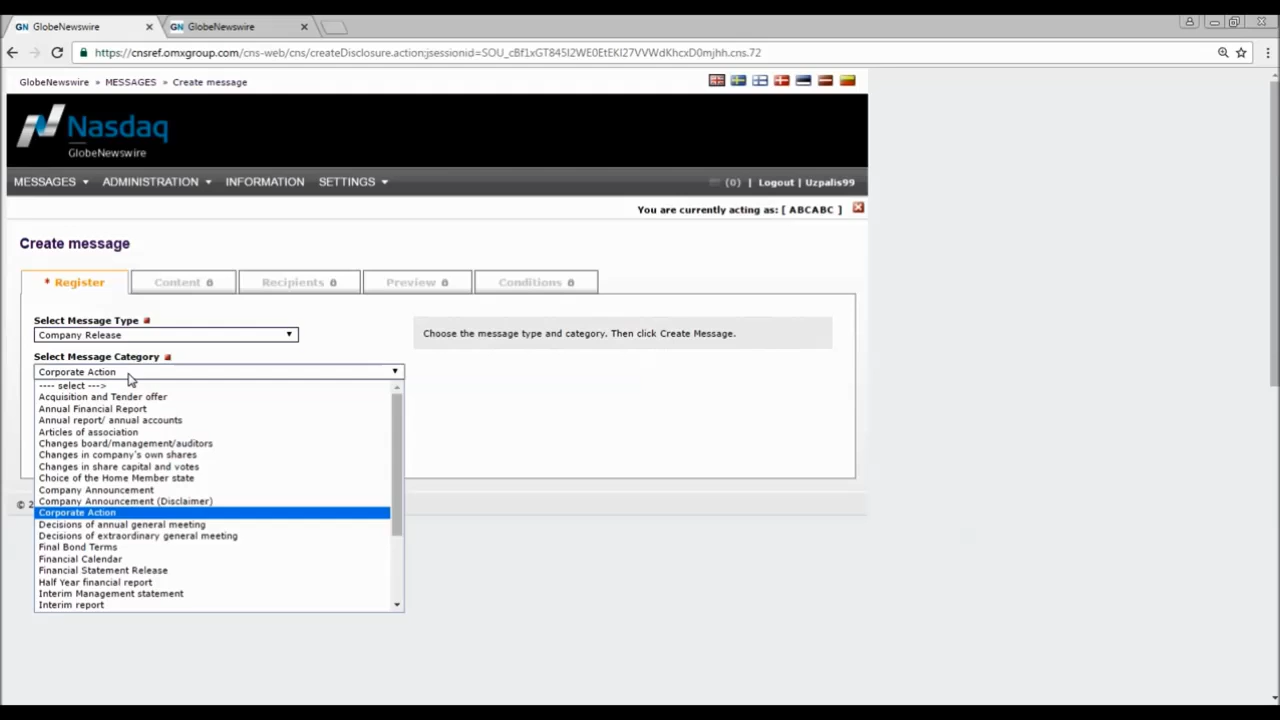 GN GlobeNewswire
GN GlobeNewswire
https://cnsref.omxgroup.com/cns-web/cns/createDisclosure.action;jsessionid=SOU_cBf1xGT845I2WE0EtEKI27VVWdKhcxD0mjhh.cns.72
GlobeNewswire » MESSAGES » Create message
Nasdaq
GlobeNewswire
MESSAGES ADMINISTRATION INFORMATION SETTINGS (0) | Logout | Uzpalis99
You are currently acting as: [ ABCABC ]
Create message
* Register Content Recipients Preview Conditions
Select Message Type
Company Release
Choose the message type and category. Then click Create Message.
Select Message Category
Corporate Action
---- select --->
Acquisition and Tender offer
Annual Financial Report
Annual report/ annual accounts
Articles of association
Changes board/management/auditors
Changes in company's own shares
Changes in share capital and votes
Choice of the Home Member state
Company Announcement
Company Announcement (Disclaimer)
© 2
Corporate Action
Decisions of annual general meeting
Decisions of extraordinary general meeting
Final Bond Terms
Financial Calendar
Financial Statement Release
Half Year financial report
Interim Management statement
Interim report